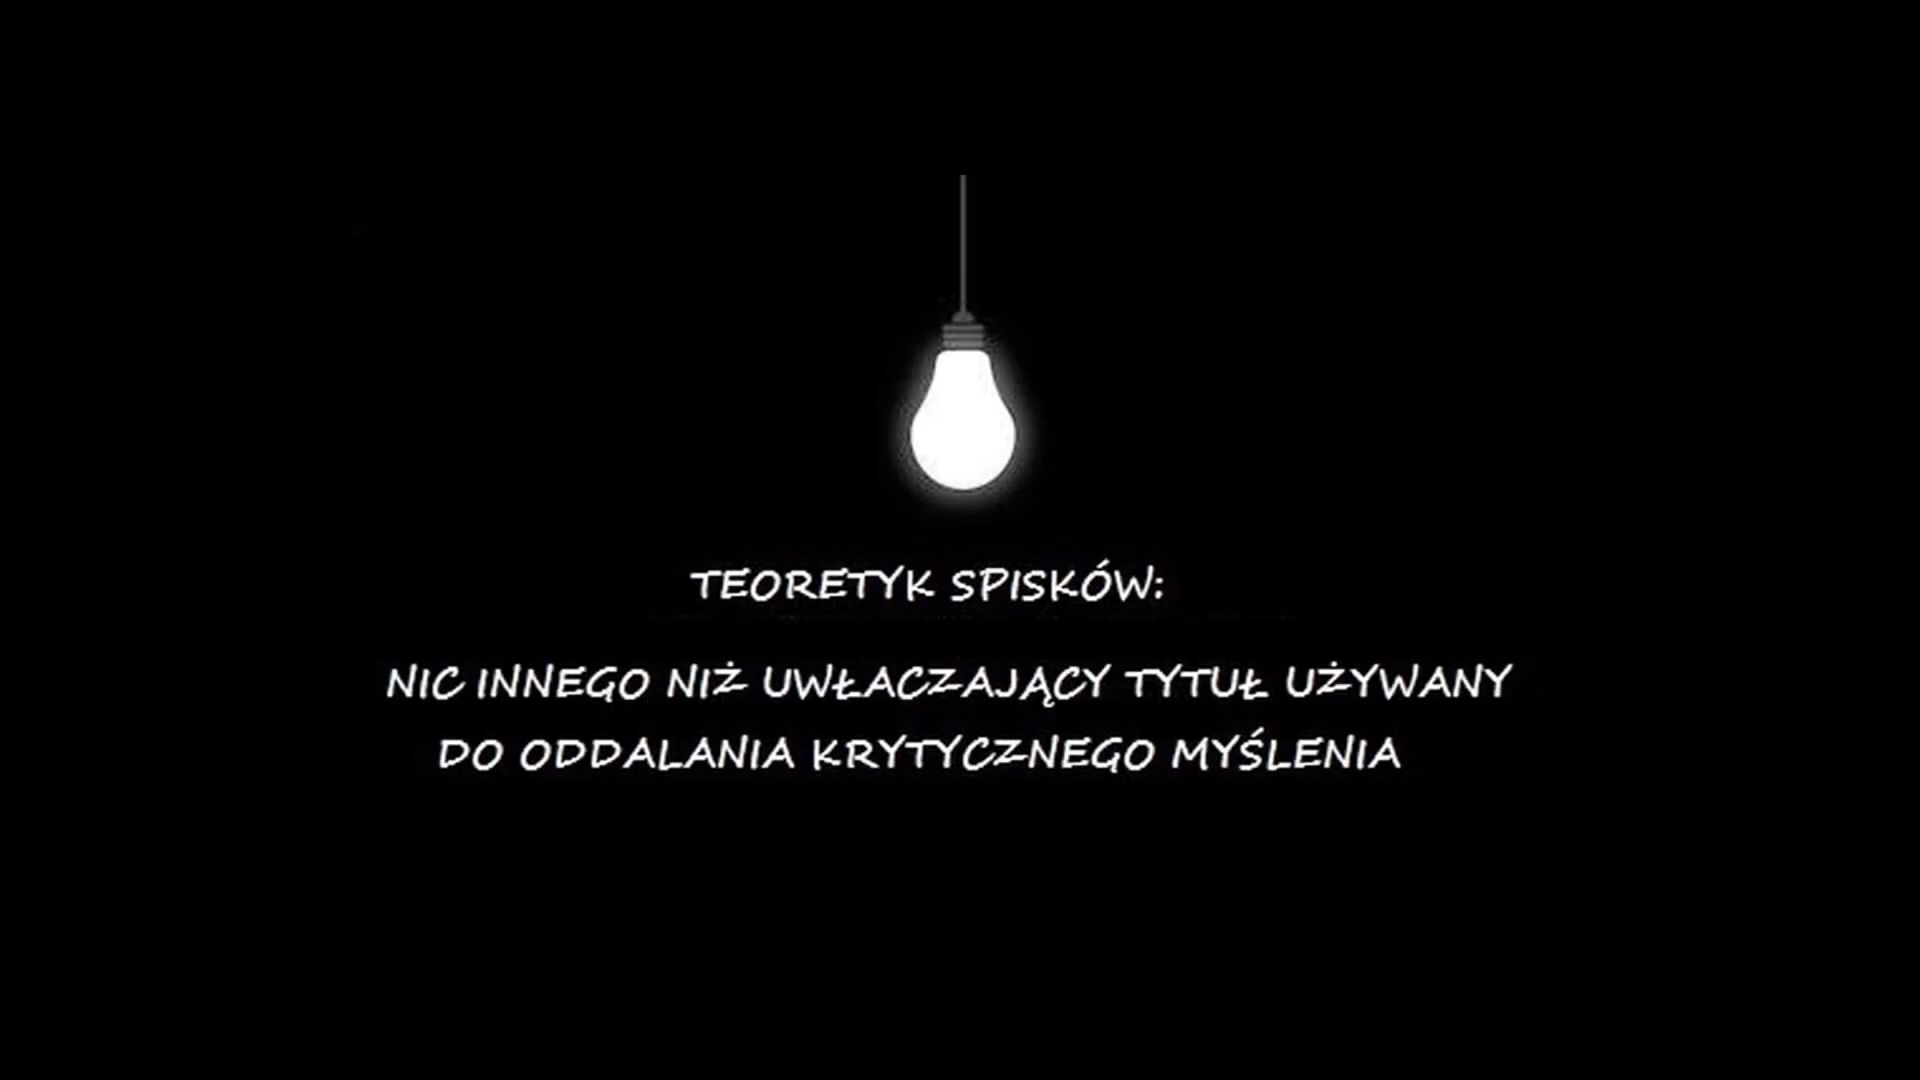 TEORETYK SPISKÓW:
NIC INNEGO NIŻ UWŁACZAJĄCY TYTUŁ UŻYWANY
DO ODDALANIA KRYTYCZNEGO MYŚLENIA